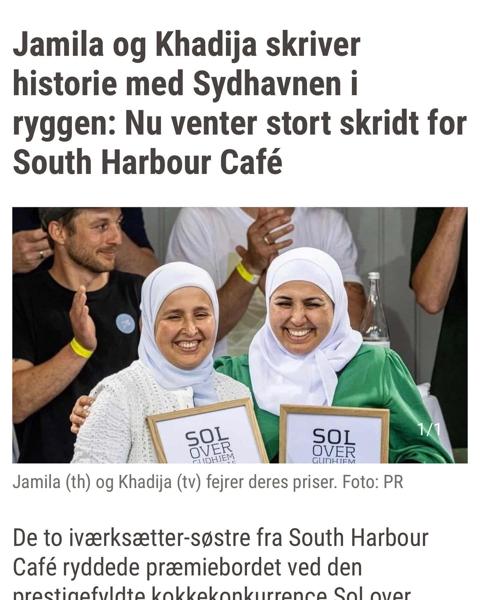 Jamila og Khadija skriver
historie med Sydhavnen i
ryggen: Nu venter stort skridt for
South Harbour Café
SOL
OVER
GUDHJEM
SOL
OVER
GUDHJEM
1/1
Jamila (th) og Khadija (tv) fejrer deres priser. Foto: PR
De to iværksætter-søstre fra South Harbour
Café ryddede præmiebordet ved den
prestigefyldte kokkekonkurrence Sol over